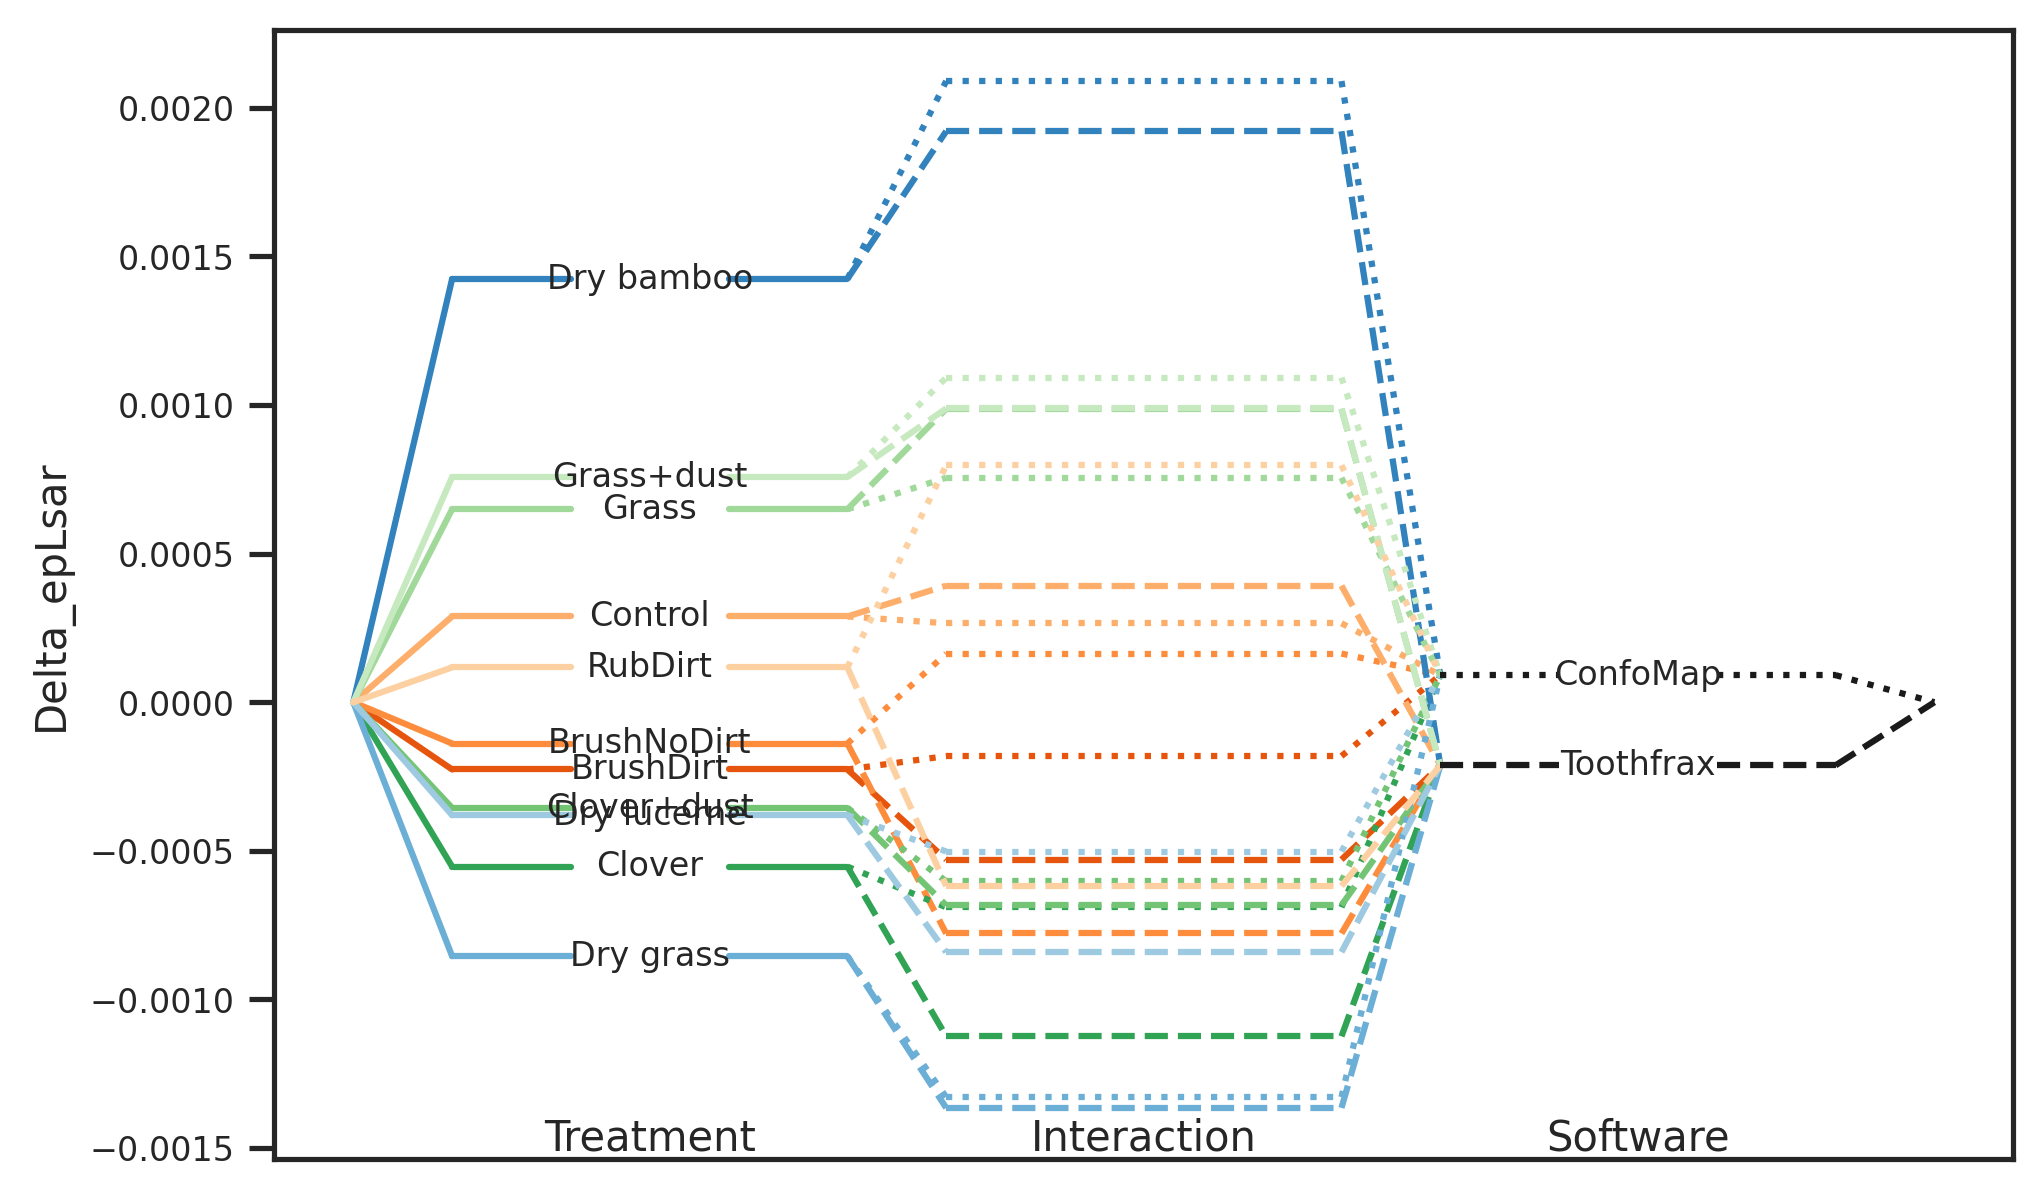 Delta_epLsar
0.0020
0.0015
0.0010
0.0005
0.0000
−0.0005
−0.0010
−0.0015
Dry bamboo
Grass+dust
Grass
Control
RubDirt
BrushNoDirt
BrushDirt
Clover+dust
Dry lucerne
Clover
Dry grass
ConfoMap
Toothfrax
Treatment Interaction Software